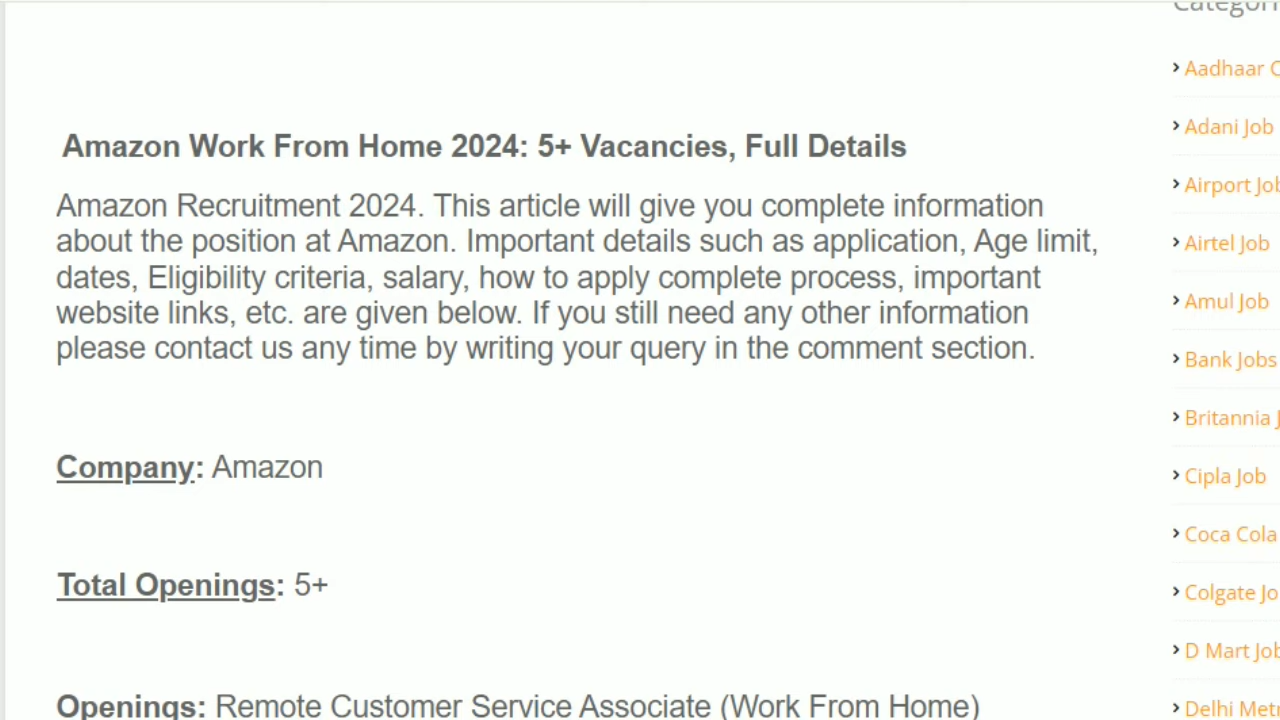 Amazon Work From Home 2024: 5+ Vacancies, Full Details
Amazon Recruitment 2024. This article will give you complete information
about the position at Amazon. Important details such as application, Age limit,
dates, Eligibility criteria, salary, how to apply complete process, important
website links, etc. are given below. If you still need any other information
please contact us any time by writing your query in the comment section.
Company: Amazon
Total Openings: 5+
Openings: Remote Customer Service Associate (Work From Home)
Aadhaar
Adani Job
Airport
Airtel Job
Amul Job
Bank Jobs
Britannia
Cipla Job
Coca Cola
Colgate
D Mart
Delhi